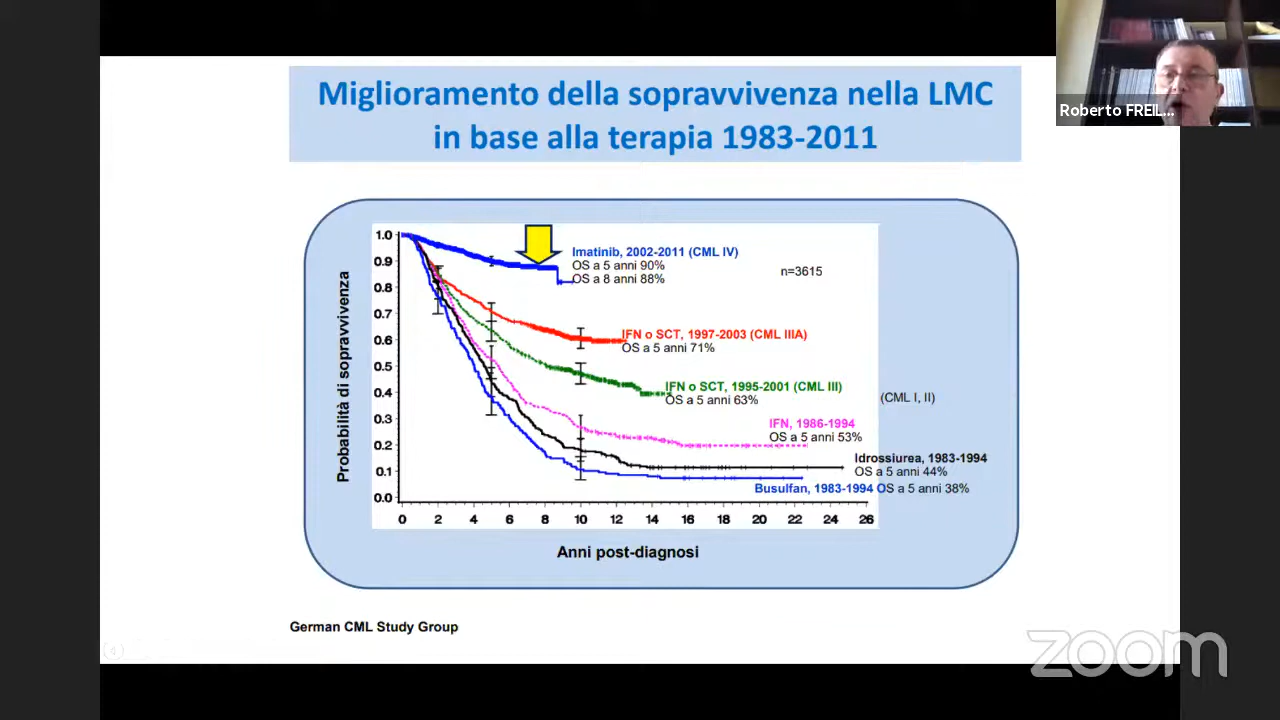 Miglioramento della sopravvivenza nella LMC
in base alla terapia 1983-2011
Roberto FREIL...
Probabilità di sopravvivenza
1.0
0.9
0.8
0.7
0.6
0.5
0.4
0.3
0.2
0.1
0.0
Imatinib, 2002-2011 (CML IV)
OS a 5 anni 90%
OS a 8 anni 88%
n=3615
IFN o SCT, 1997-2003 (CML IIIA)
OS a 5 anni 71%
IFN o SCT, 1995-2001 (CML III)
OS a 5 anni 63%
(CML I, II)
IFN, 1986-1994
OS a 5 anni 53%
Idrossiurea, 1983-1994
OS a 5 anni 44%
Busulfan, 1983-1994 OS a 5 anni 38%
0 2 4 6 8 10 12 14 16 18 20 22 24 26
Anni post-diagnosi
German CML Study Group
zoom